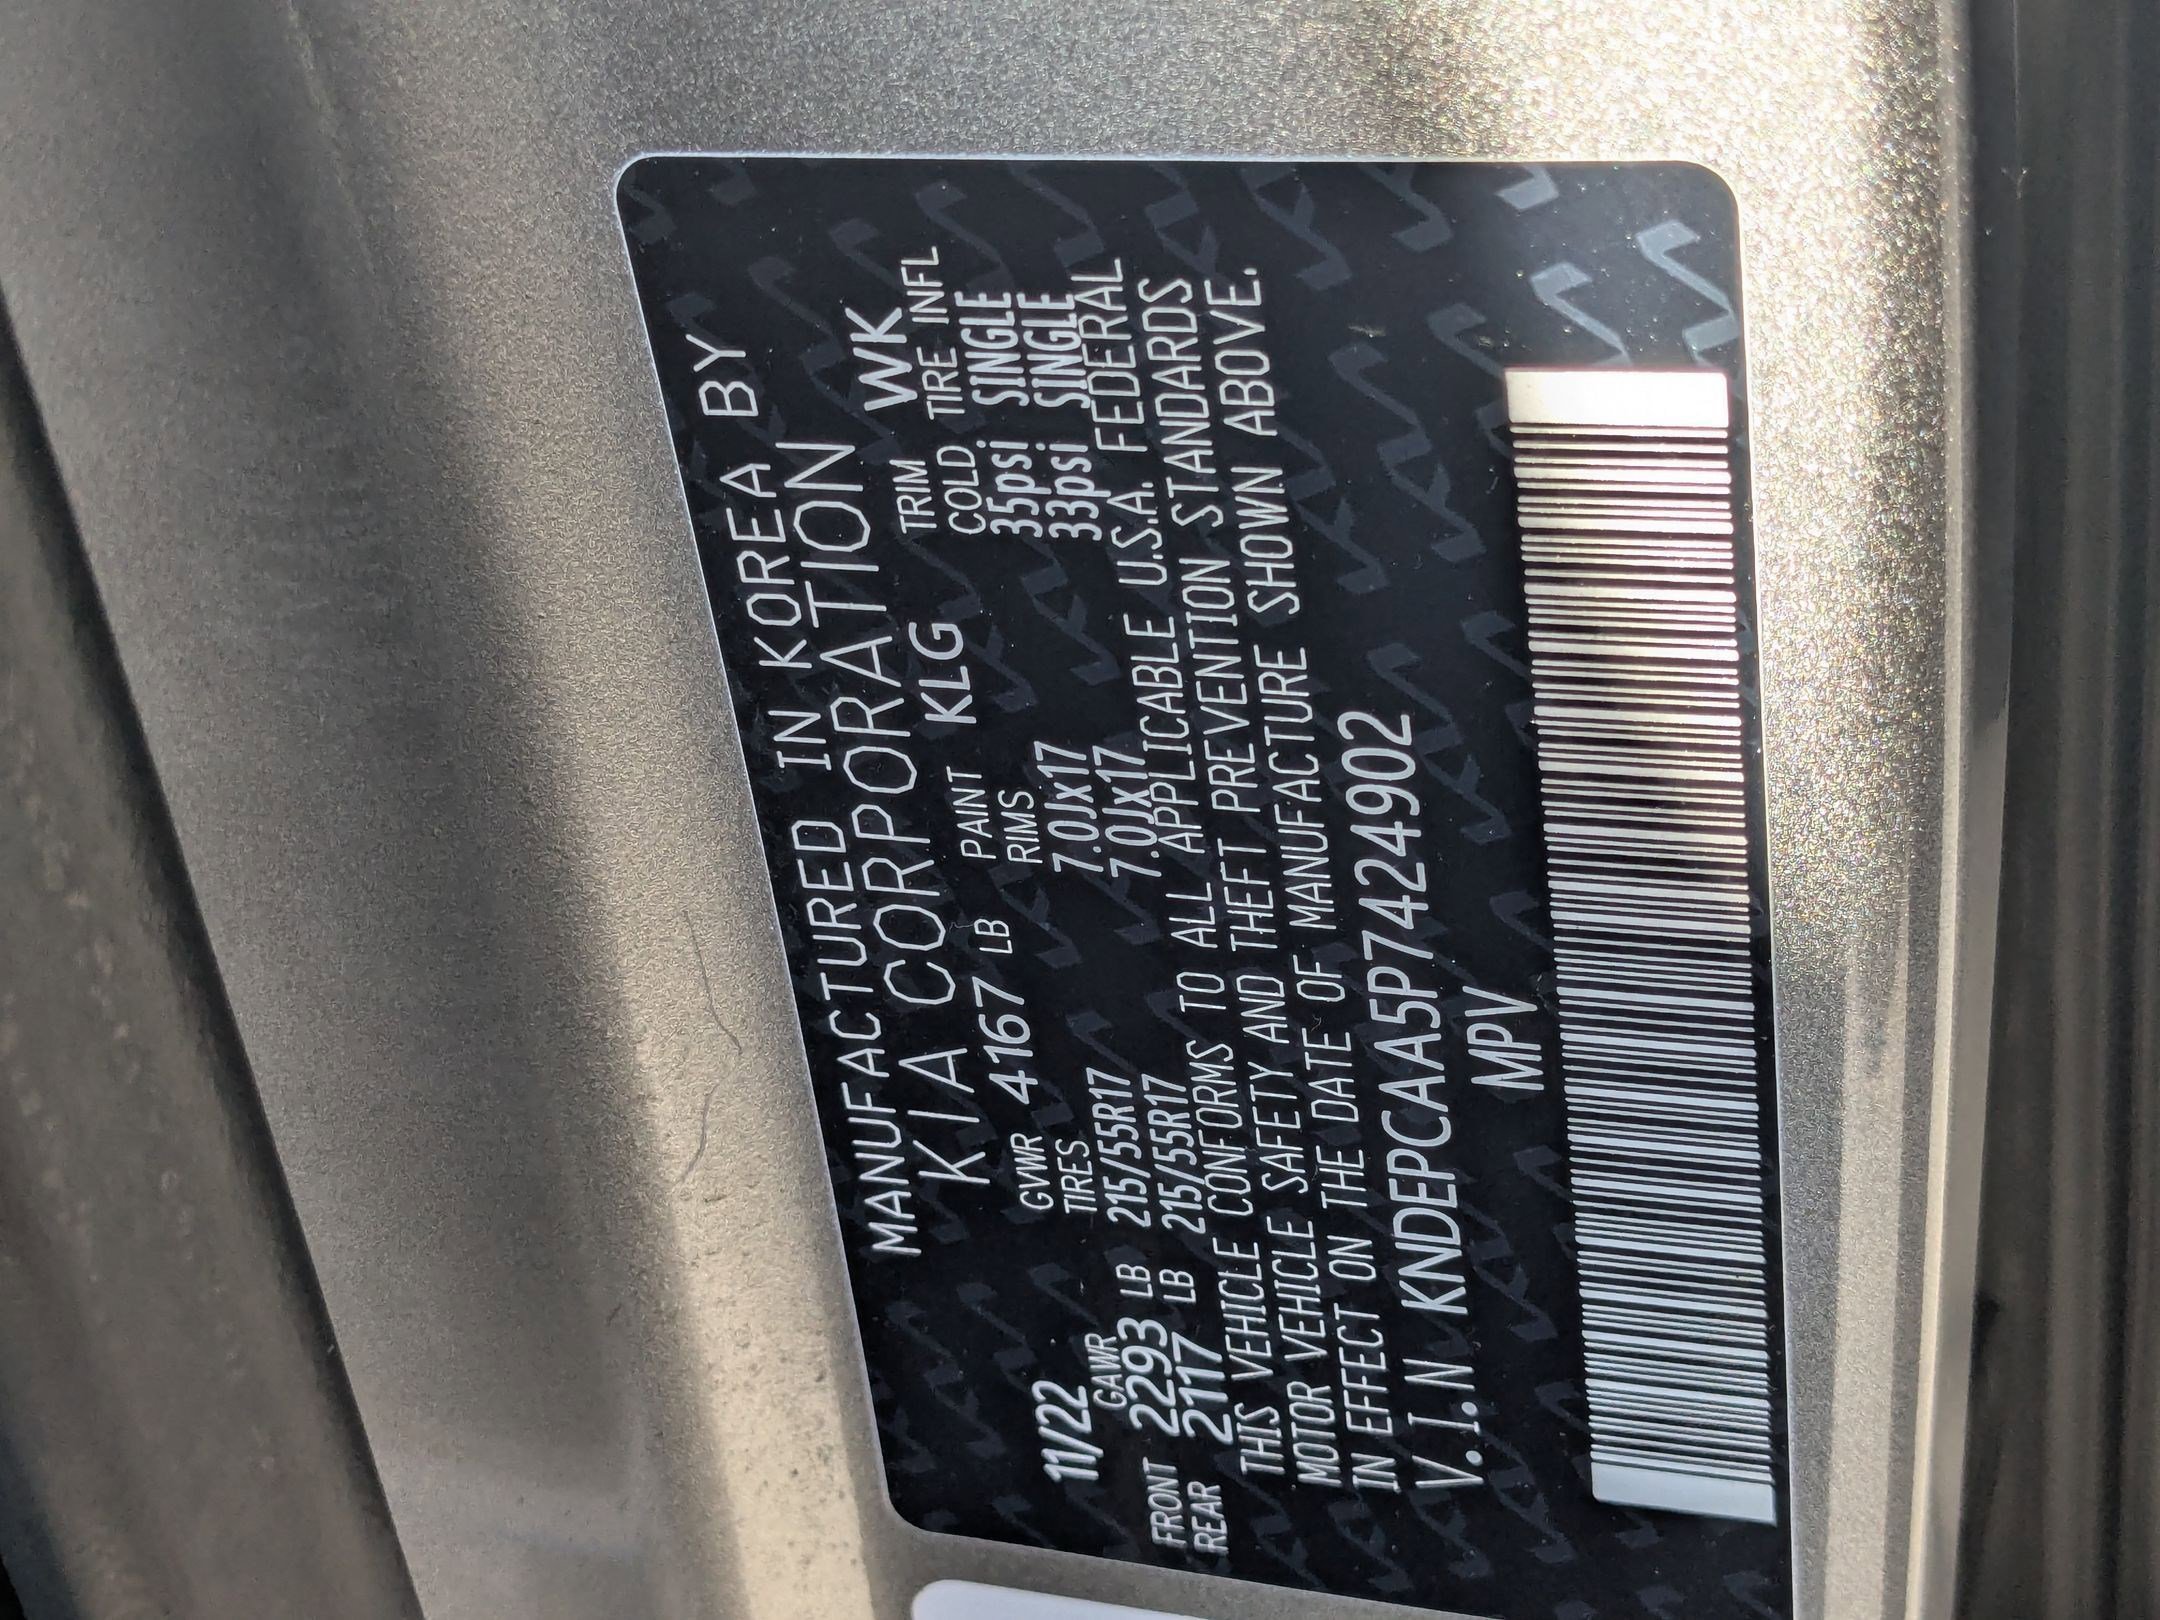 MANUFACTURED IN KOREA BY
KIA CORPORATION
11/22 GVWR 4167 LB PAINT KLG TRIM WK
GAWR TIRES RIMS COLD TIRE INFL
FRONT 2293 LB 215/55R17 7.0Jx17 35psi SINGLE
REAR 2117 LB 215/55R17 7.0Jx17 33psi SINGLE
THIS VEHICLE CONFORMS TO ALL APPLICABLE U.S.A. FEDERAL
MOTOR VEHICLE SAFETY AND THEFT PREVENTION STANDARDS
IN EFFECT ON THE DATE OF MANUFACTURE SHOWN ABOVE.
V.I.N KNDEPCAA5P7424902
MPV